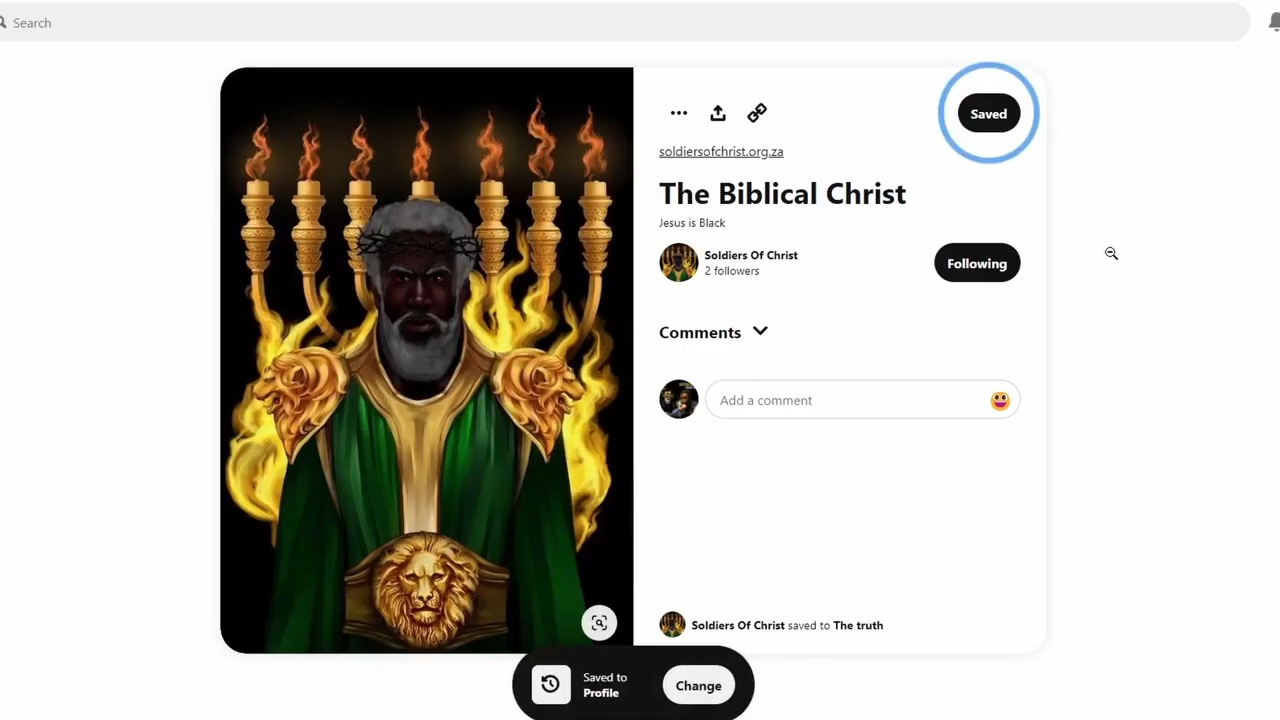 Search
Saved
soldiersofchrist.org.za
The Biblical Christ
Jesus is Black
Soldiers Of Christ
2 followers
Following
Comments
Add a comment
Soldiers Of Christ saved to The truth
Saved to
Profile
Change